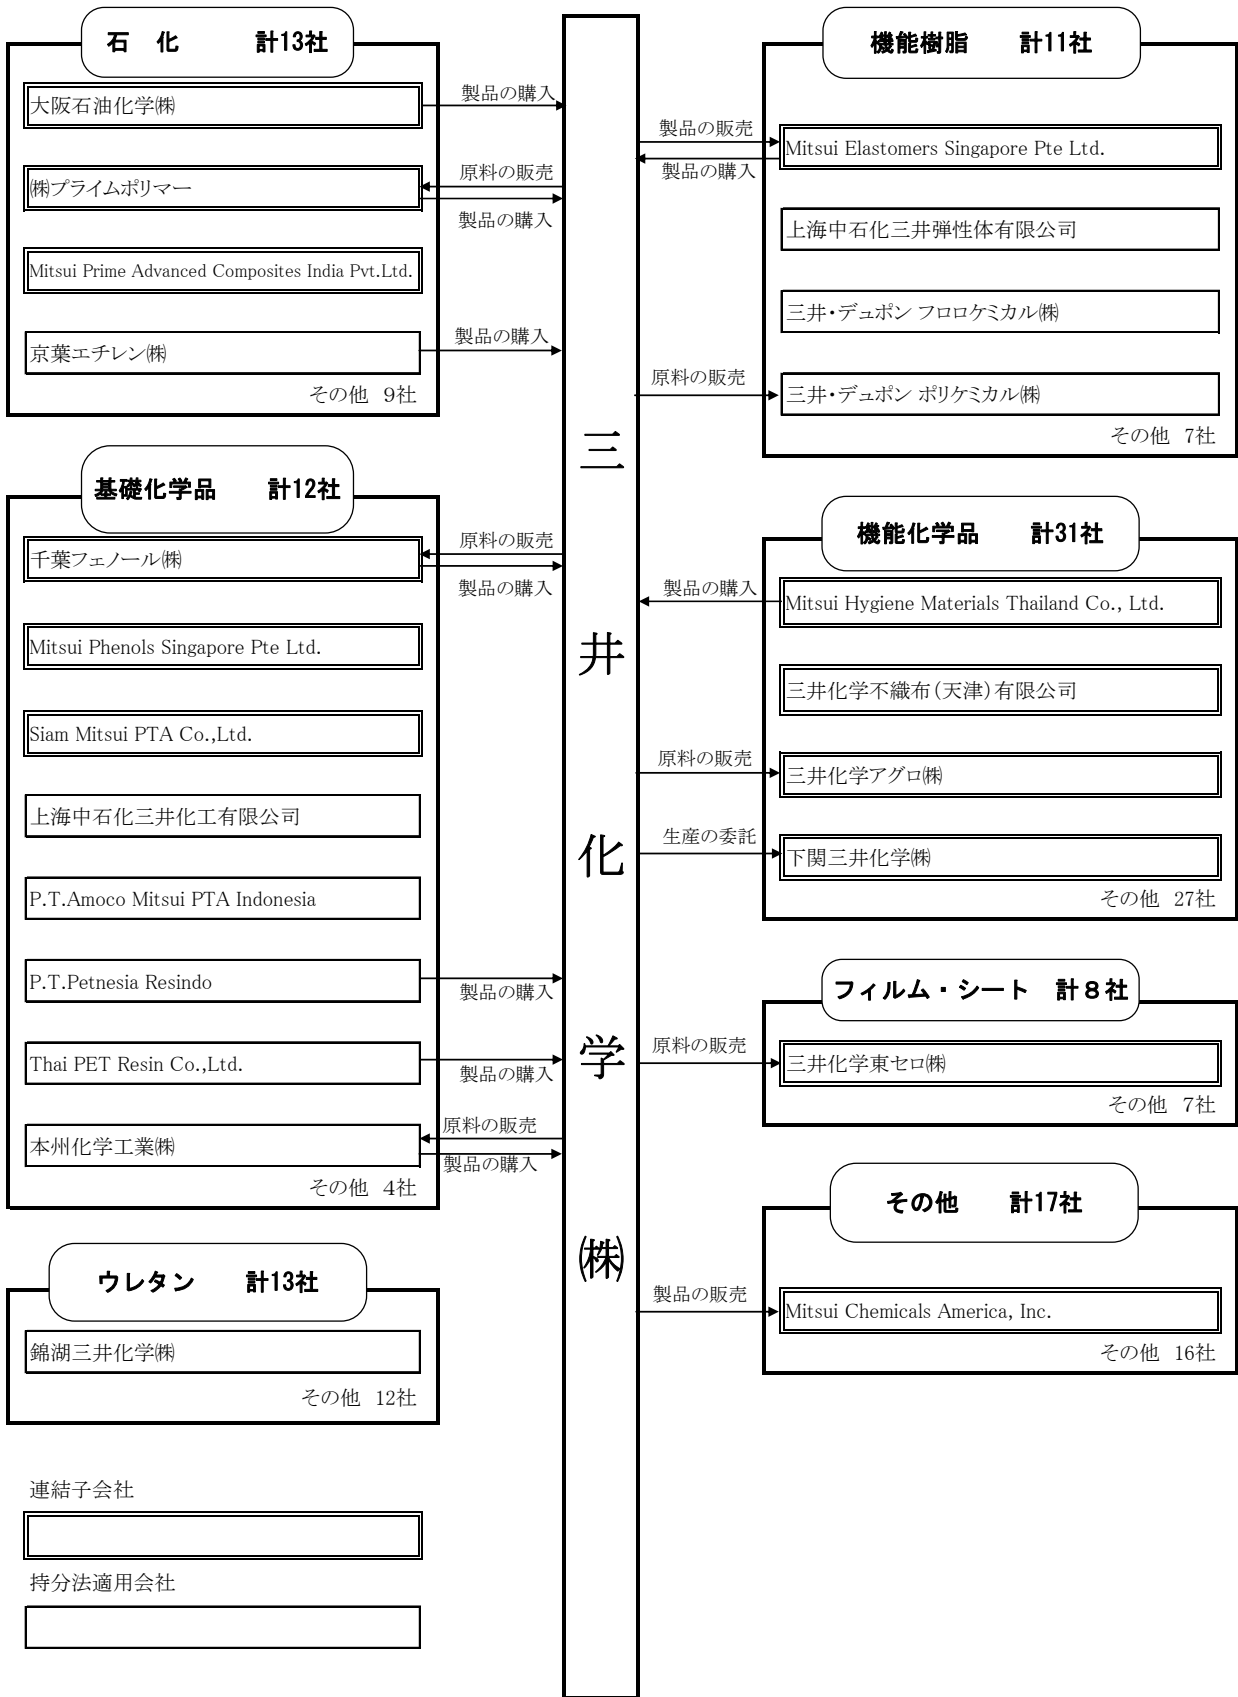 石 化 計13社
大阪石油化学㈱
製品の購入
㈱プライムポリマー
原料の販売
製品の購入
Mitsui Prime Advanced Composites India Pvt.Ltd.
京葉エチレン㈱
製品の購入
その他 9社
基礎化学品 計12社
千葉フェノール㈱
原料の販売
製品の購入
Mitsui Phenols Singapore Pte Ltd.
Siam Mitsui PTA Co.,Ltd.
上海中石化三井化工有限公司
P.T.Amoco Mitsui PTA Indonesia
P.T.Petnesia Resindo
製品の購入
Thai PET Resin Co.,Ltd.
製品の購入
本州化学工業㈱
原料の販売
製品の購入
その他 4社
ウレタン 計13社
錦湖三井化学㈱
その他 12社
連結子会社
持分法適用会社
三井化学㈱
機能樹脂 計11社
製品の販売
Mitsui Elastomers Singapore Pte Ltd.
製品の購入
上海中石化三井弾性体有限公司
三井・デュポン フロロケミカル㈱
原料の販売
三井・デュポン ポリケミカル㈱
その他 7社
機能化学品 計31社
製品の購入
Mitsui Hygiene Materials Thailand Co., Ltd.
三井化学不織布(天津)有限公司
原料の販売
三井化学アグロ㈱
生産の委託
下関三井化学㈱
その他 27社
フィルム・シート 計８社
原料の販売
三井化学東セロ㈱
その他 7社
その他 計17社
製品の販売
Mitsui Chemicals America, Inc.
その他 16社